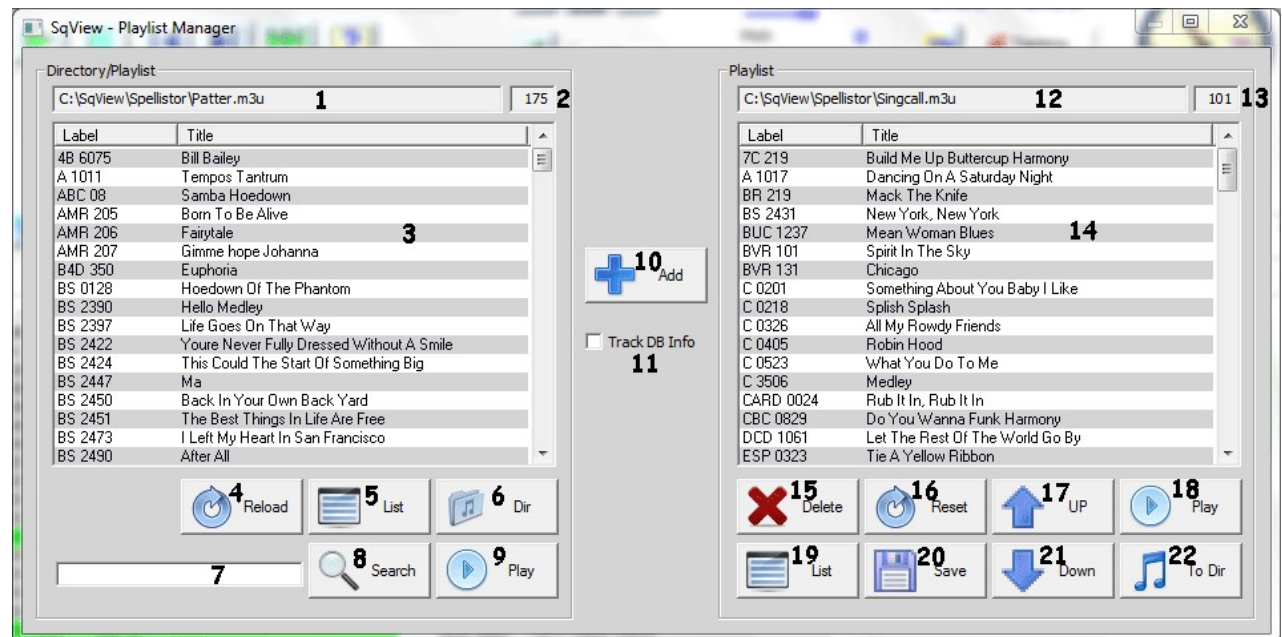 SqView - Playlist Manager
Directory/Playlist
C:\SqView\Spellistor\Patter.m3u 1 175 2
Label Title
4B 6075 Bill Bailey
A 1011 Tempos Tantrum
ABC 08 Samba Hoedown
AMR 205 Born To Be Alive
AMR 206 Fairytale 3
AMR 207 Gimme hope Johanna
B4D 350 Euphoria
BS 0128 Hoedown Of The Phantom
BS 2390 Hello Medley
BS 2397 Life Goes On That Way
BS 2422 Youre Never Fully Dressed Without A Smile
BS 2424 This Could The Start Of Something Big
BS 2447 Ma
BS 2450 Back In Your Own Back Yard
BS 2451 The Best Things In Life Are Free
BS 2473 I Left My Heart In San Francisco
BS 2490 After All
4 Reload 5 List 6 Dir
7 8 Search 9 Play
10 Add
Track DB Info
11
Playlist
C:\SqView\Spellistor\Singcall.m3u 12 101 13
Label Title
7C 219 Build Me Up Buttercup Harmony
A 1017 Dancing On A Saturday Night
BR 219 Mack The Knife
BS 2431 New York, New York
BUC 1237 Mean Woman Blues 14
BVR 101 Spirit In The Sky
BVR 131 Chicago
C 0201 Something About You Baby I Like
C 0218 Splish Splash
C 0326 All My Rowdy Friends
C 0405 Robin Hood
C 0523 What You Do To Me
C 3506 Medley
CARD 0024 Rub It In, Rub It In
CBC 0829 Do You Wanna Funk Harmony
DCD 1061 Let The Rest Of The World Go By
ESP 0323 Tie A Yellow Ribbon
15 Delete 16 Reset 17 UP 18 Play
19 List 20 Save 21 Down 22 To Dir